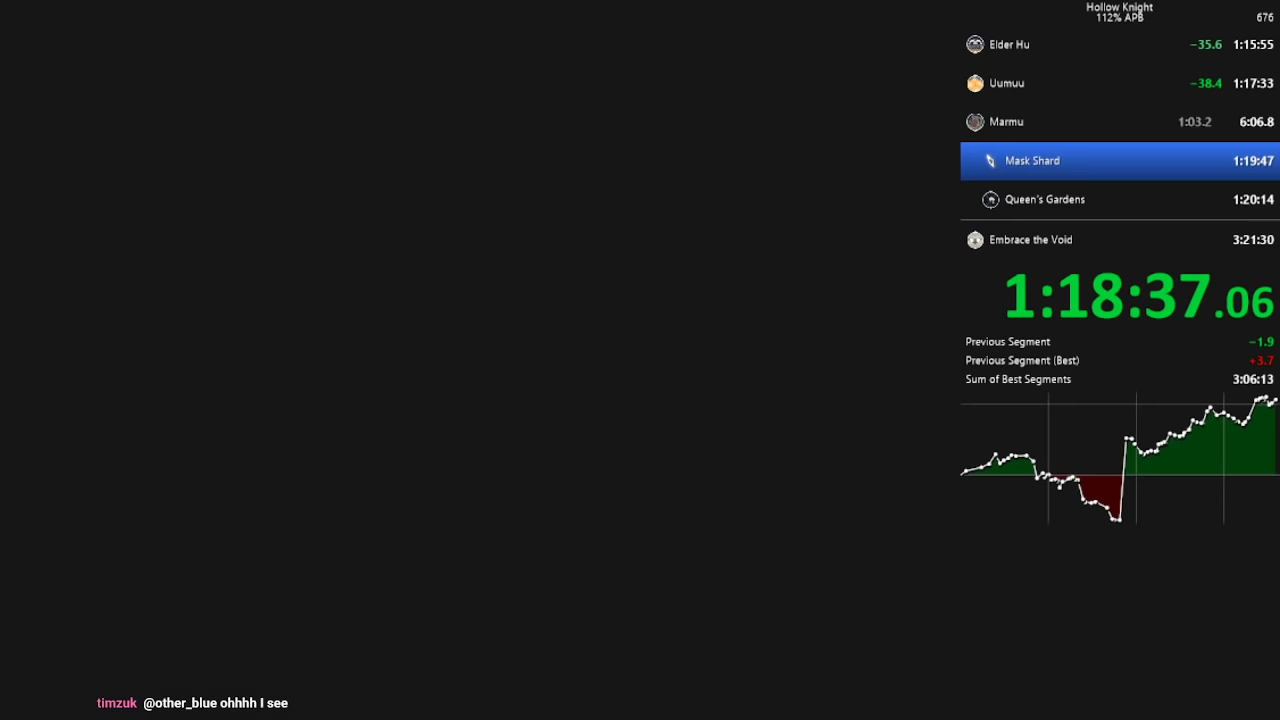 Hollow Knight
112% APB 676
Elder Hu −35.6 1:15:55
Uumuu −38.4 1:17:33
Marmu 1:03.2 6:06.8
Mask Shard 1:19:47
Queen's Gardens 1:20:14
Embrace the Void 3:21:30
1:18:37.06
Previous Segment −1.9
Previous Segment (Best) +3.7
Sum of Best Segments 3:06:13
timzuk @other_blue ohhhh I see